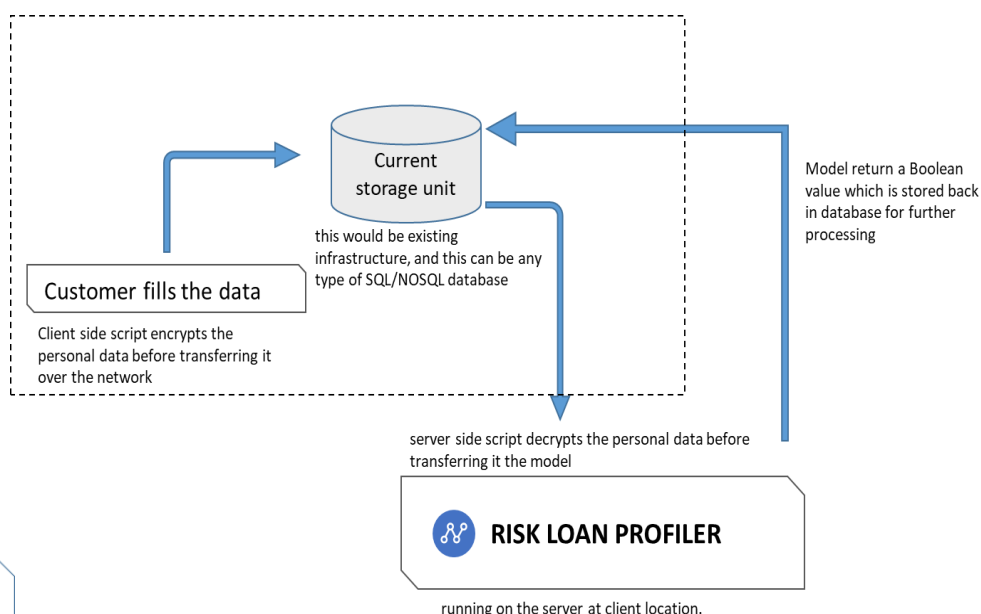 Current
storage unit
this would be existing
infrastructure, and this can be any
type of SQL/NOSQL database
Customer fills the data
Client side script encrypts the
personal data before transferring it
over the network
Model return a Boolean
value which is stored back
in database for further
processing
server side script decrypts the personal data before
transferring it the model
RISK LOAN PROFILER
running on the server at client location.